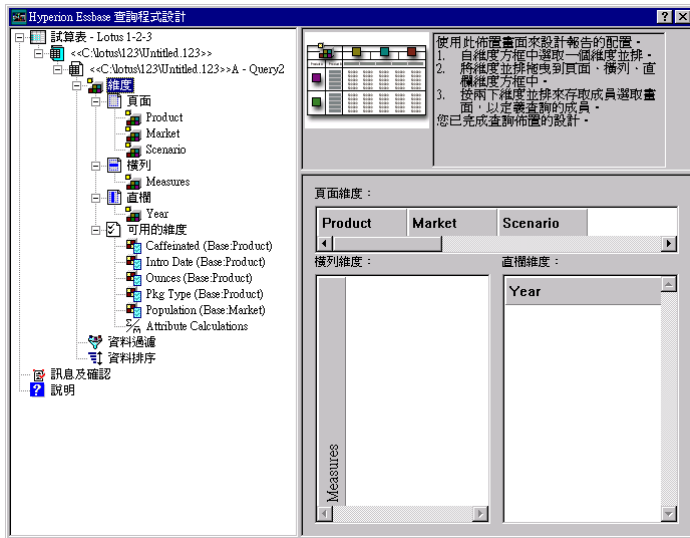 Hyperion Essbase 查詢程式設計
試算表 - Lotus 1-2-3
<<C:\lotus\123\Untitled.123>>
<<C:\lotus\123\Untitled.123>>A - Query2
維度
頁面
Product
Market
Scenario
橫列
Measures
直欄
Year
可用的維度
Caffeinated (Base:Product)
Intro Date (Base:Product)
Ounces (Base:Product)
Pkg Type (Base:Product)
Population (Base:Market)
Attribute Calculations
資料過濾
資料排序
訊息及確認
說明
使用此佈置畫面來設計報告的配置。
1. 自維度方框中選取一個維度並排。
2. 將維度並排拖曳到頁面、橫列、直
欄維度方框中。
3. 按兩下維度並排來存取成員選取畫
面，以定義查詢的成員。
您已完成查詢佈置的設計。
頁面維度：
Product Market Scenario
橫列維度： 直欄維度：
Year
Measures